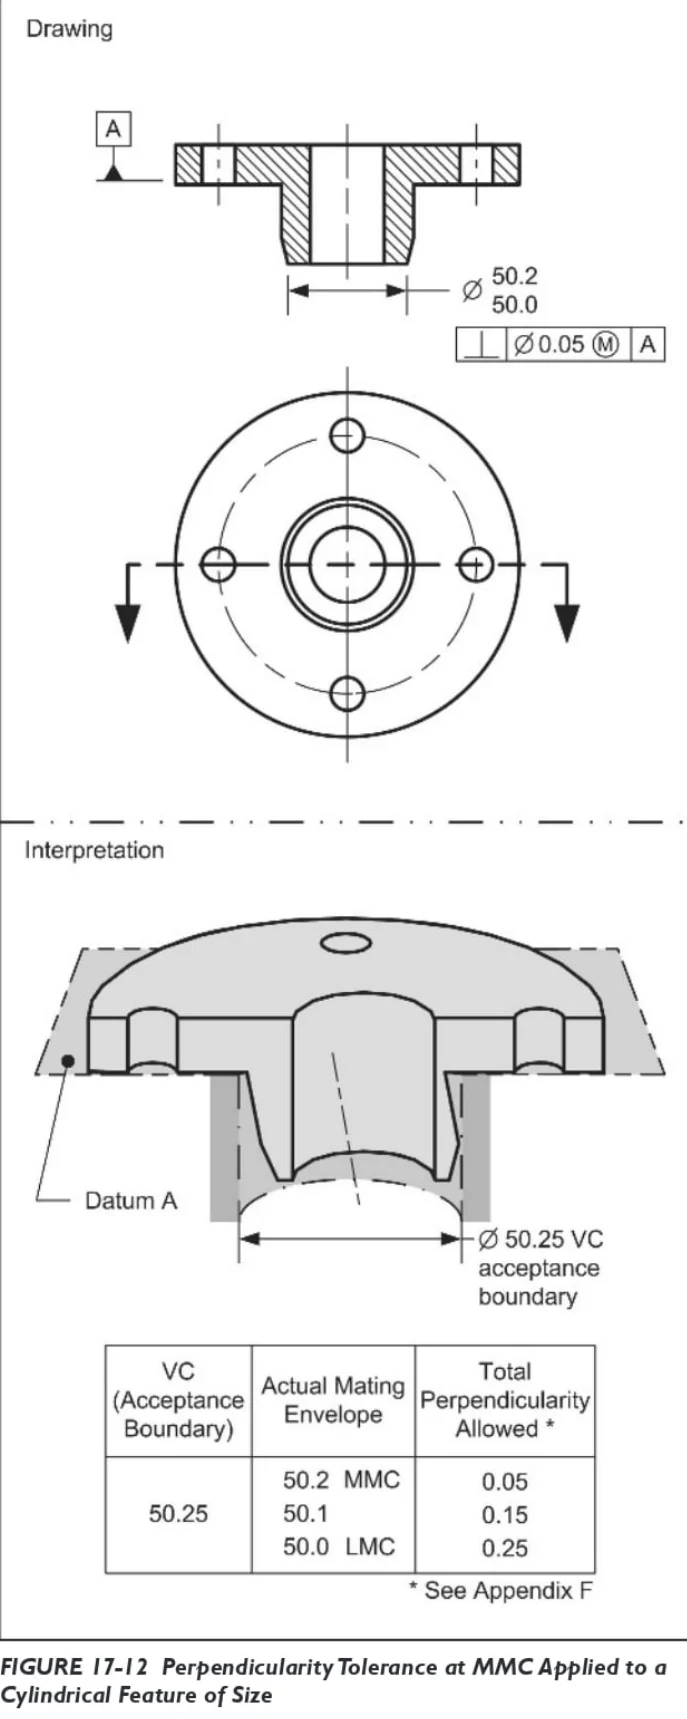 Drawing
A
∅ 50.2
50.0
⊥ ∅0.05 Ⓜ A
Interpretation
Datum A
∅ 50.25 VC
acceptance
boundary
VC
(Acceptance
Boundary)
Actual Mating
Envelope
Total
Perpendicularity
Allowed *
50.25
50.2 MMC 0.05
50.1 0.15
50.0 LMC 0.25
* See Appendix F
FIGURE 17-12 Perpendicularity Tolerance at MMC Applied to a
Cylindrical Feature of Size